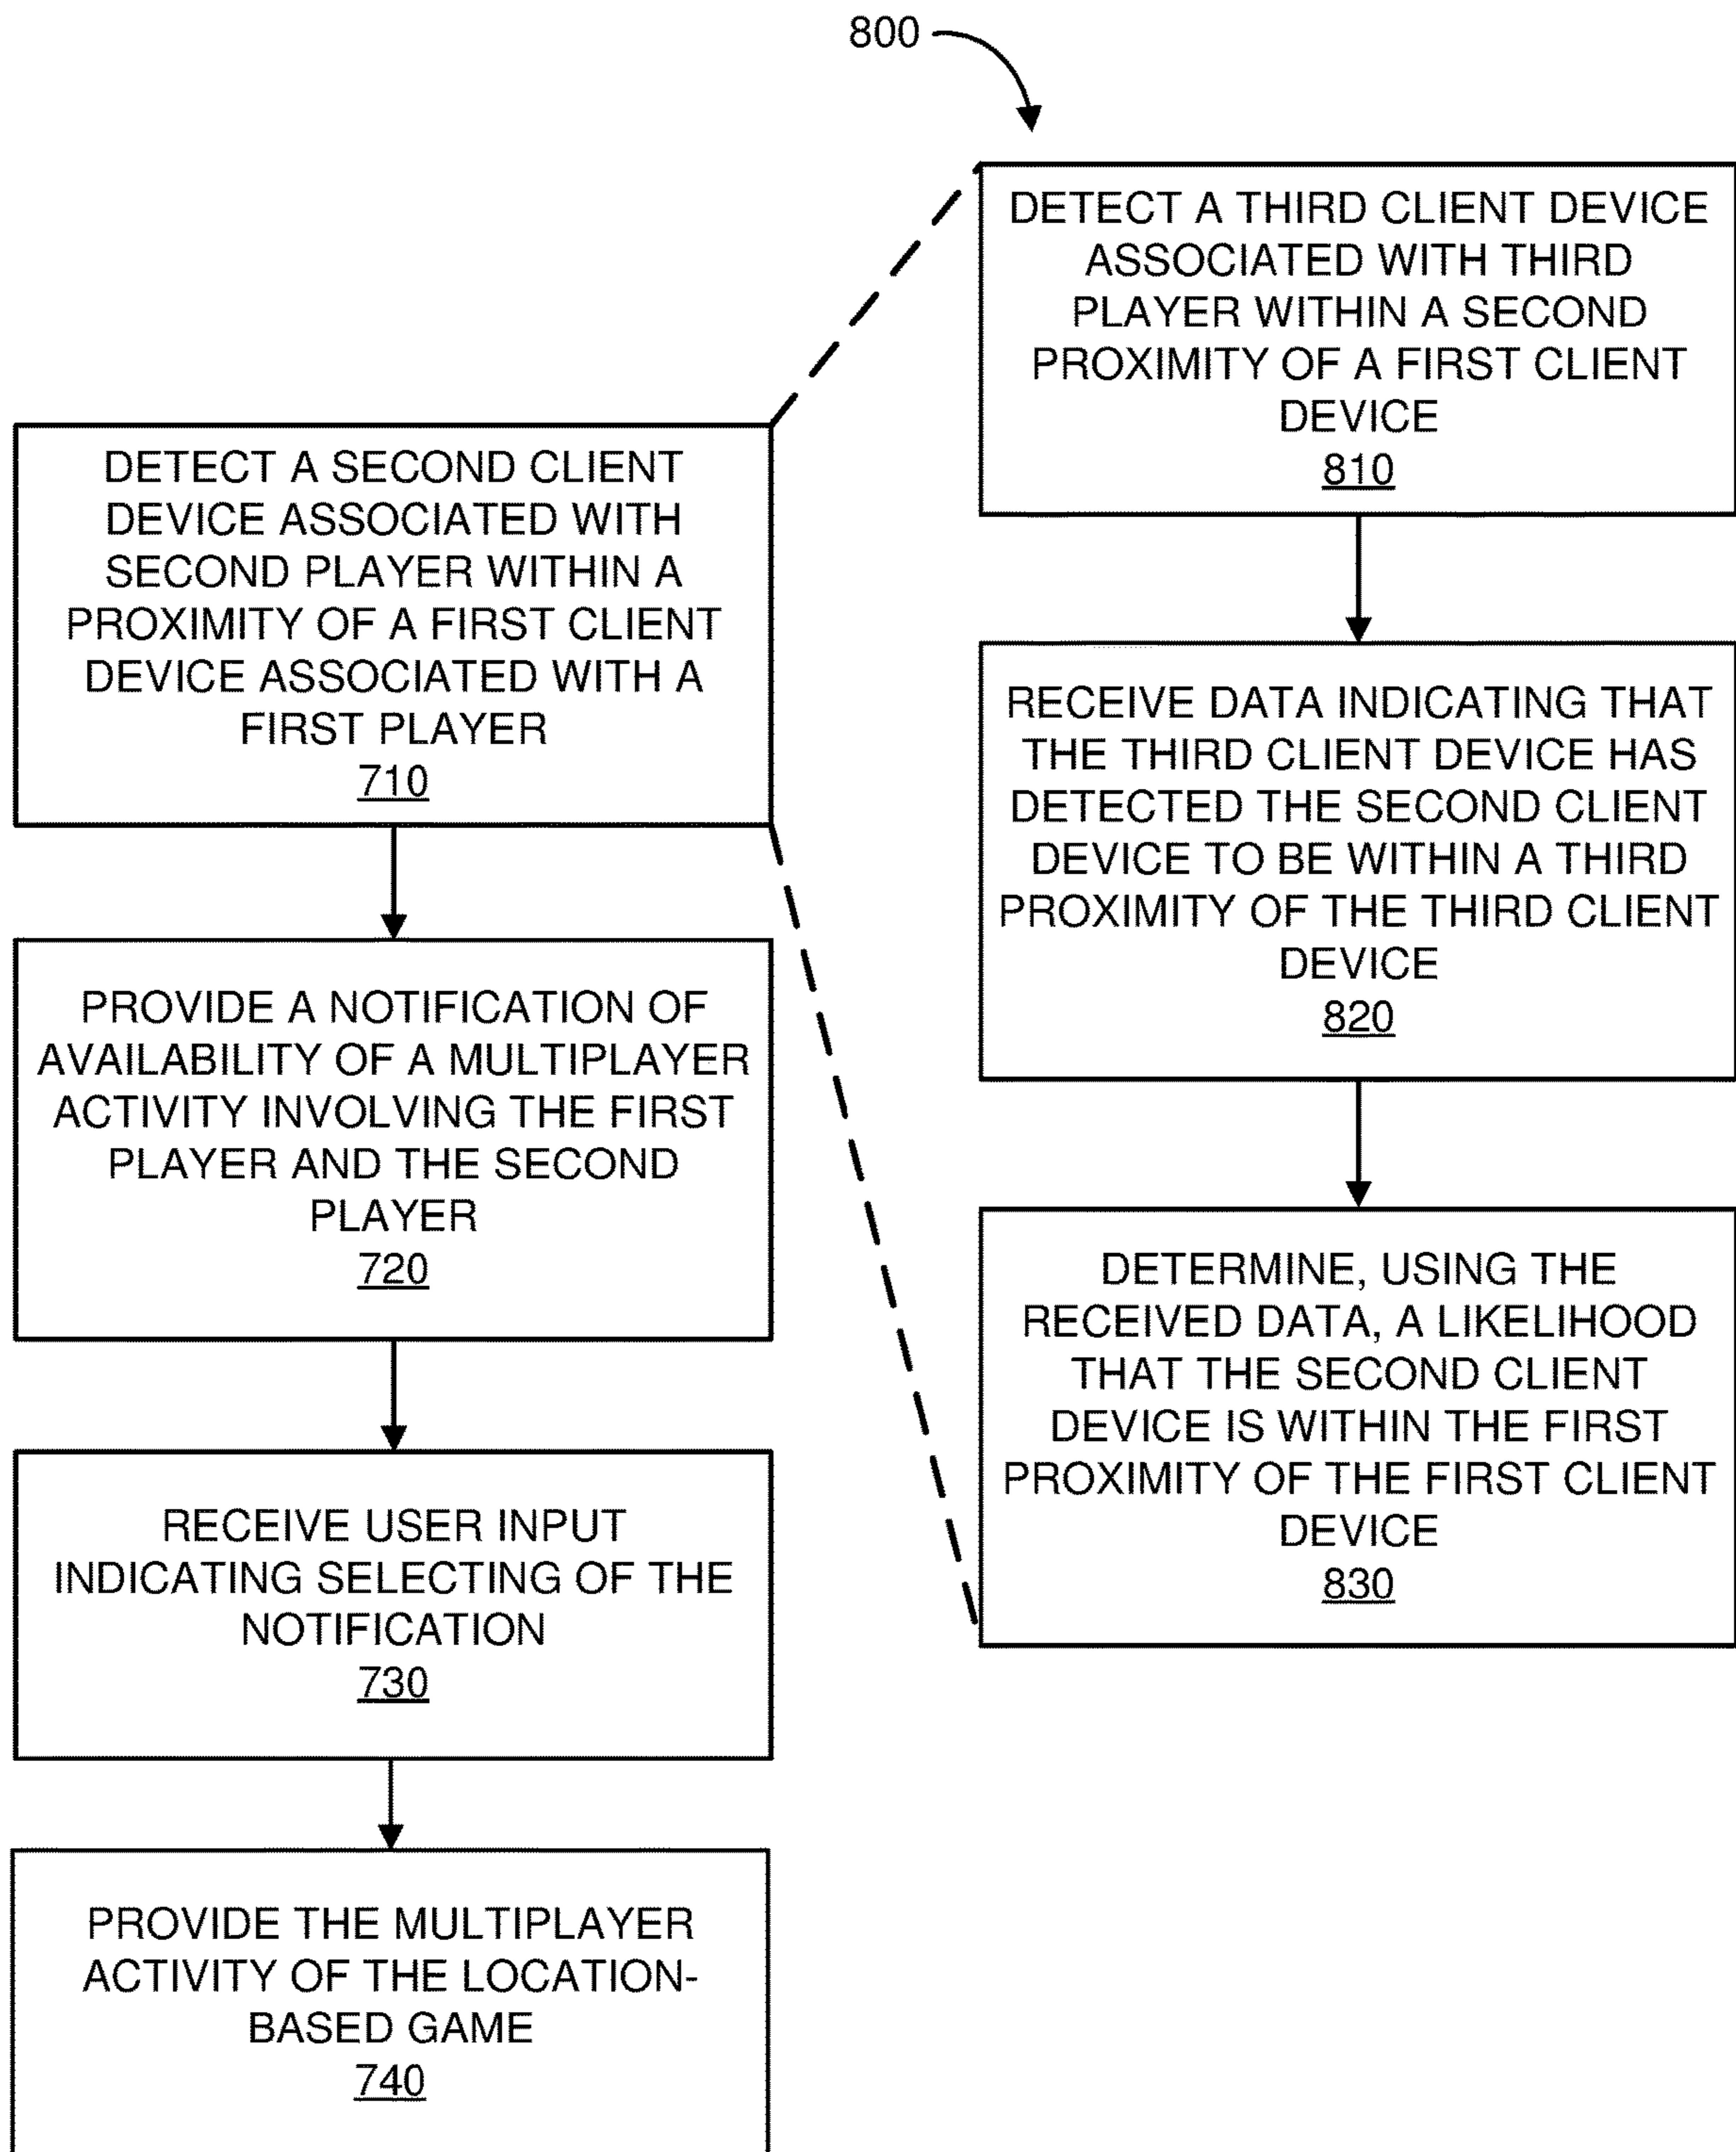 800
DETECT A SECOND CLIENT
DEVICE ASSOCIATED WITH
SECOND PLAYER WITHIN A
PROXIMITY OF A FIRST CLIENT
DEVICE ASSOCIATED WITH A
FIRST PLAYER
710
PROVIDE A NOTIFICATION OF
AVAILABILITY OF A MULTIPLAYER
ACTIVITY INVOLVING THE FIRST
PLAYER AND THE SECOND
PLAYER
720
RECEIVE USER INPUT
INDICATING SELECTING OF THE
NOTIFICATION
730
PROVIDE THE MULTIPLAYER
ACTIVITY OF THE LOCATION-
BASED GAME
740
DETECT A THIRD CLIENT DEVICE
ASSOCIATED WITH THIRD
PLAYER WITHIN A SECOND
PROXIMITY OF A FIRST CLIENT
DEVICE
810
RECEIVE DATA INDICATING THAT
THE THIRD CLIENT DEVICE HAS
DETECTED THE SECOND CLIENT
DEVICE TO BE WITHIN A THIRD
PROXIMITY OF THE THIRD CLIENT
DEVICE
820
DETERMINE, USING THE
RECEIVED DATA, A LIKELIHOOD
THAT THE SECOND CLIENT
DEVICE IS WITHIN THE FIRST
PROXIMITY OF THE FIRST CLIENT
DEVICE
830